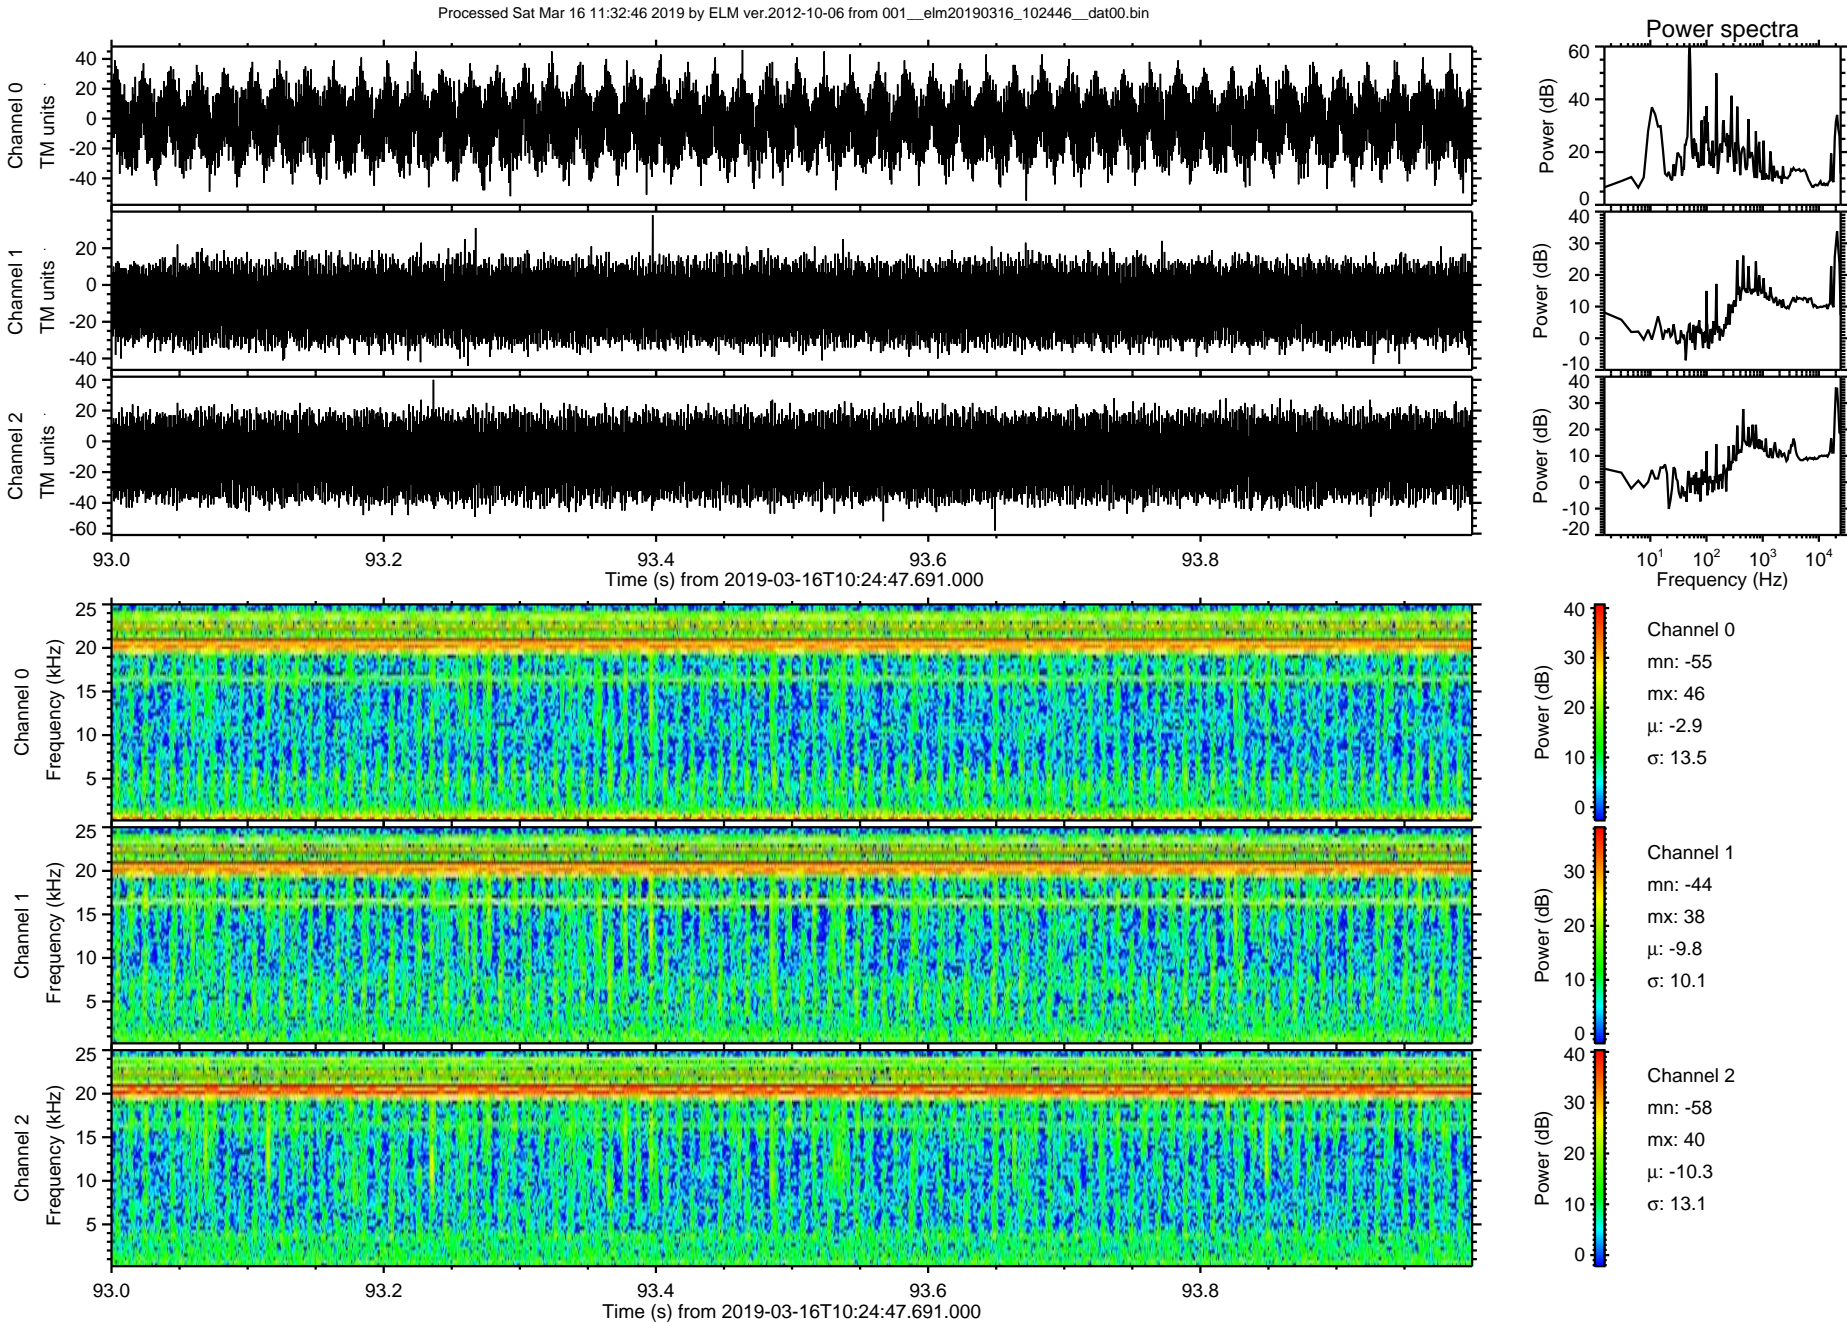 Processed Sat Mar 16 11:32:46 2019 by ELM ver.2012-10-06 from 001__elm20190316_102446__dat00.bin
Power spectra
Channel 0
TM units
40
20
0
-20
-40
Power (dB)
60
40
20
0
Channel 1
TM units
20
0
-20
-40
Power (dB)
40
30
20
10
0
-10
Channel 2
TM units
40
20
0
-20
-40
-60
Power (dB)
40
30
20
10
0
-10
-20
93.0 93.2 93.4 93.6 93.8
Time (s) from 2019-03-16T10:24:47.691.000
10¹ 10² 10³ 10⁴
Frequency (Hz)
Channel 0
Frequency (kHz)
25
20
15
10
5
Power (dB)
40
30
20
10
0
Channel 0
mn: -55
mx: 46
μ: -2.9
σ: 13.5
Channel 1
Frequency (kHz)
25
20
15
10
5
Power (dB)
30
20
10
0
Channel 1
mn: -44
mx: 38
μ: -9.8
σ: 10.1
Channel 2
Frequency (kHz)
25
20
15
10
5
Power (dB)
40
30
20
10
0
Channel 2
mn: -58
mx: 40
μ: -10.3
σ: 13.1
93.0 93.2 93.4 93.6 93.8
Time (s) from 2019-03-16T10:24:47.691.000